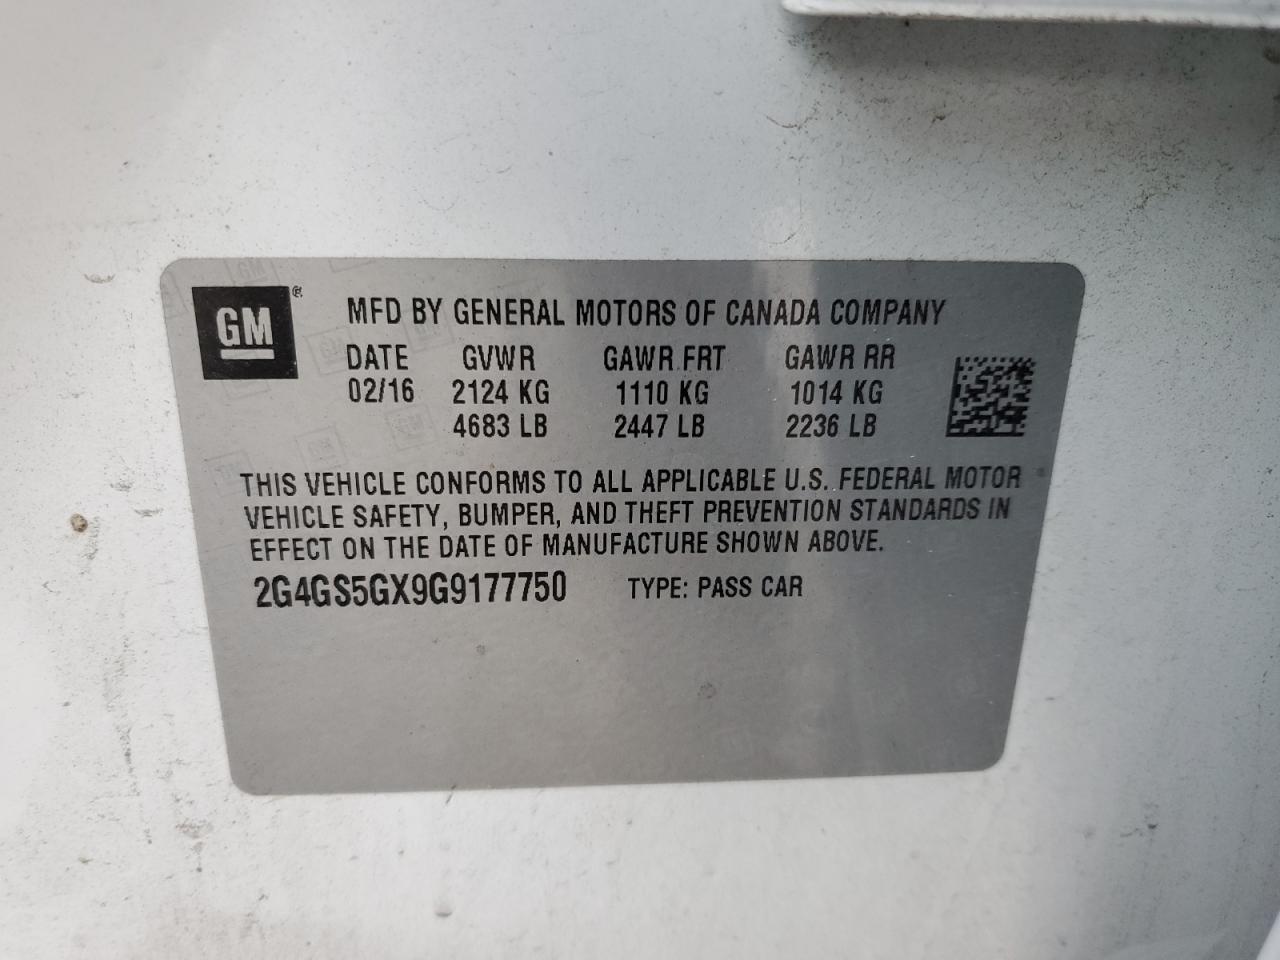 GM ®
MFD BY GENERAL MOTORS OF CANADA COMPANY
DATE GVWR GAWR FRT GAWR RR
02/16 2124 KG 1110 KG 1014 KG
4683 LB 2447 LB 2236 LB
THIS VEHICLE CONFORMS TO ALL APPLICABLE U.S. FEDERAL MOTOR
VEHICLE SAFETY, BUMPER, AND THEFT PREVENTION STANDARDS IN
EFFECT ON THE DATE OF MANUFACTURE SHOWN ABOVE.
2G4GS5GX9G9177750 TYPE: PASS CAR